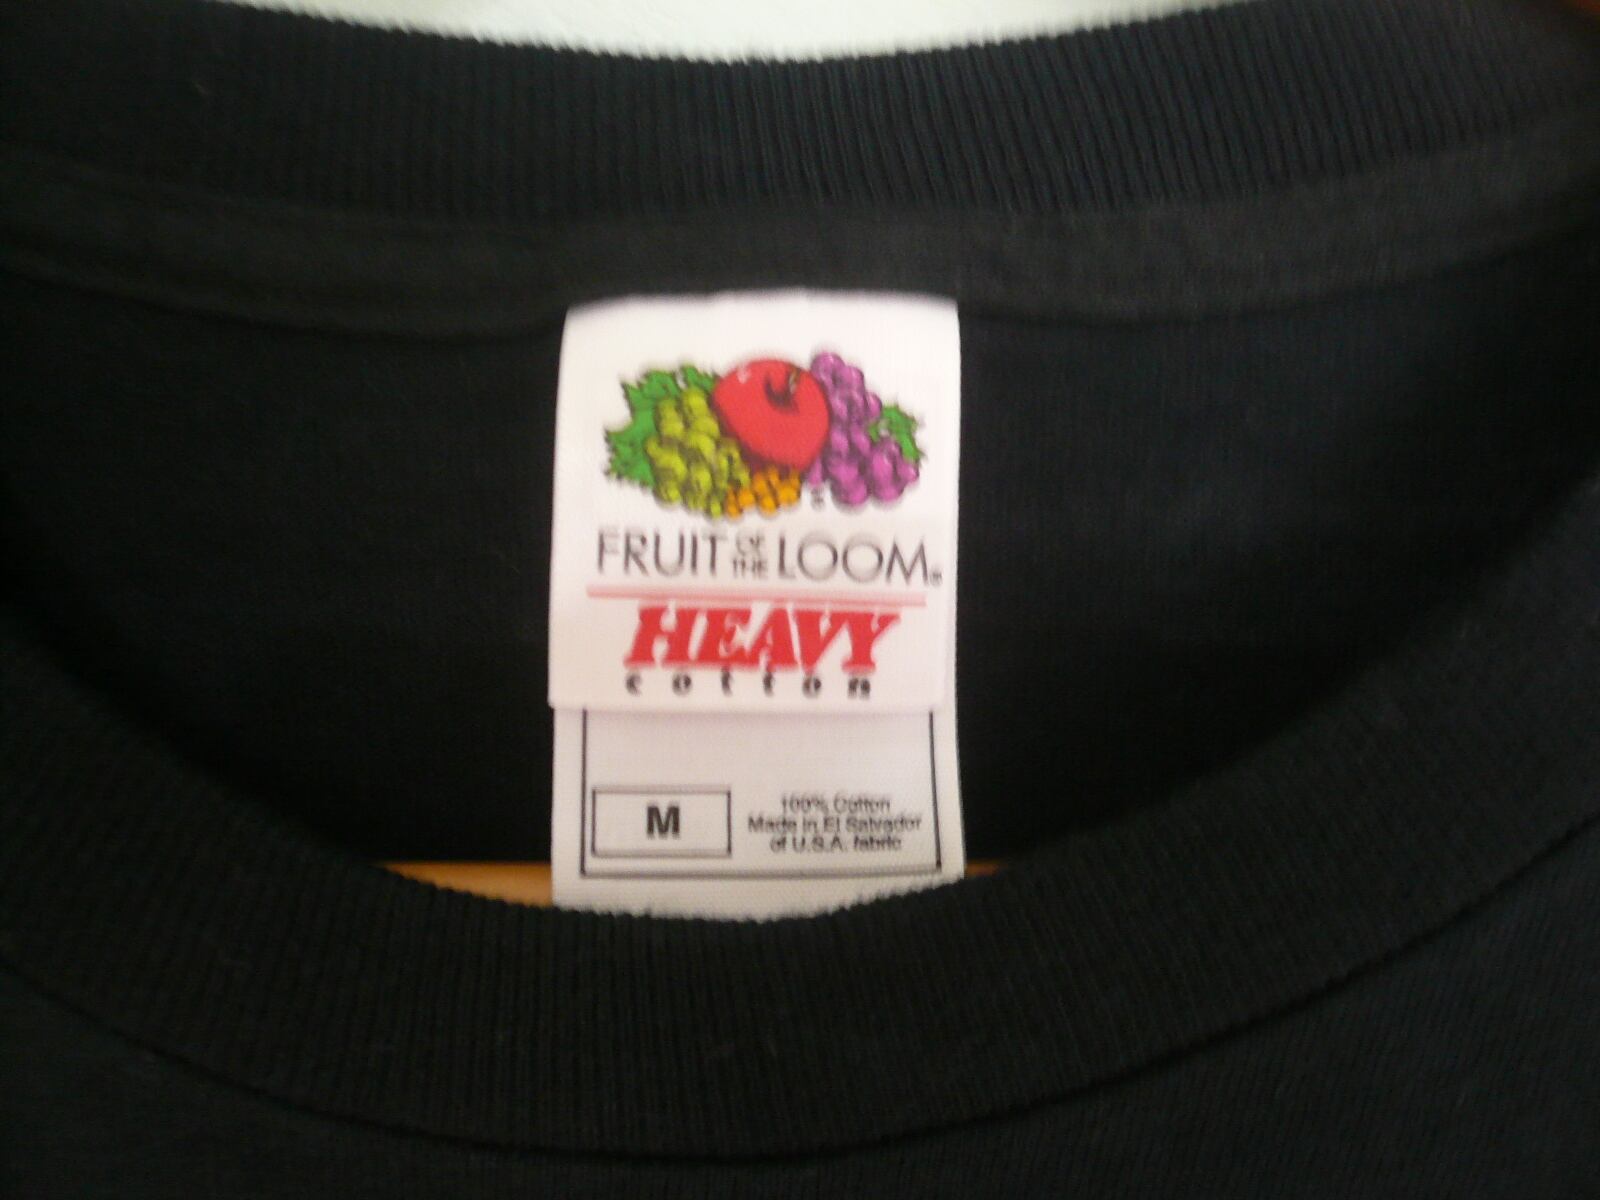 FRUIT OF THE LOOM®
HEAVY
cotton
M
100% Cotton
Made in El Salvador
of U.S.A. fabric